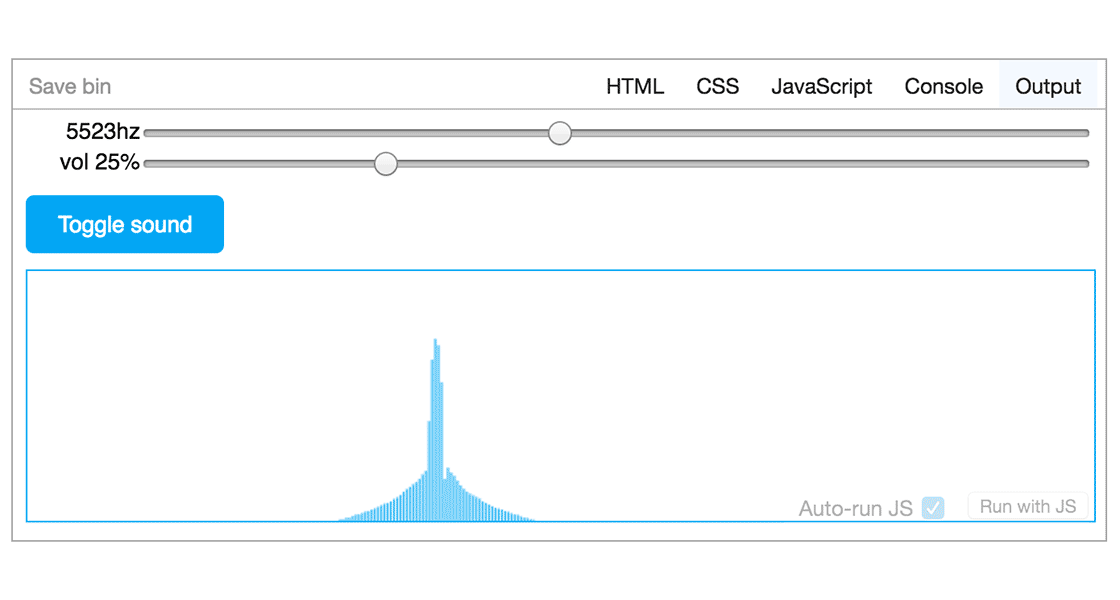 Save bin HTML CSS JavaScript Console Output
5523hz
vol 25%
Toggle sound
Auto-run JS Run with JS